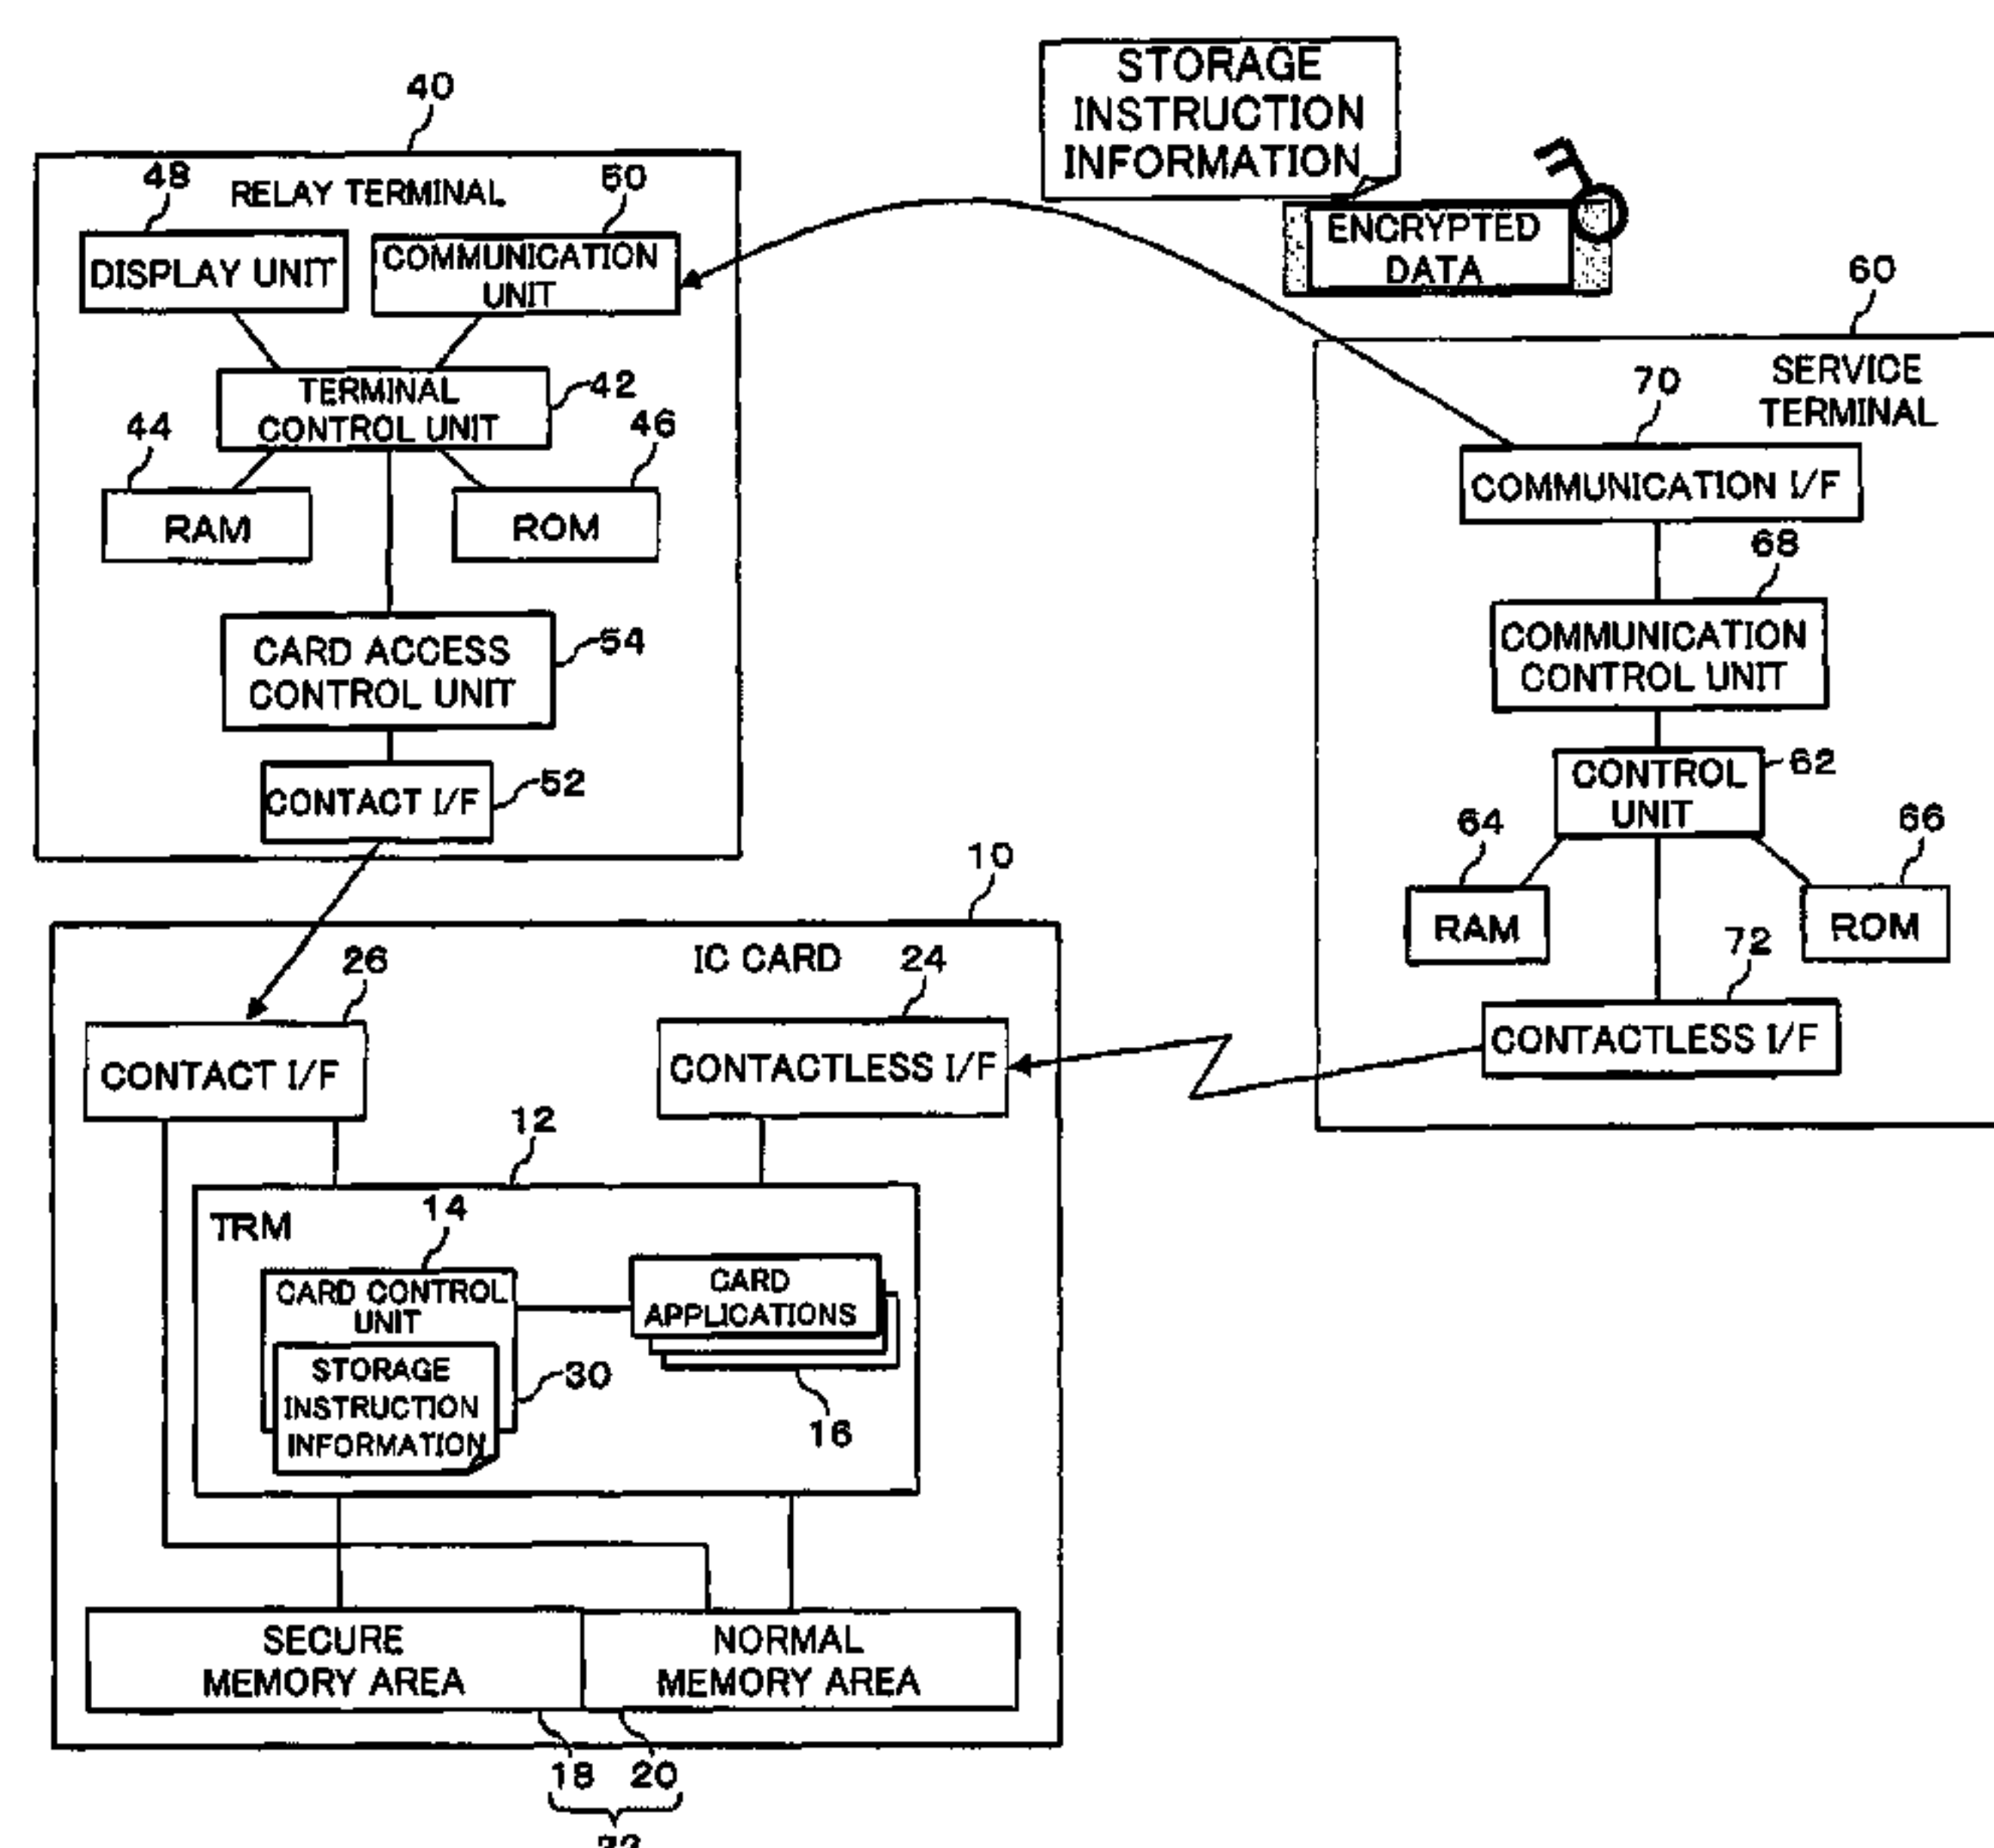 40
RELAY TERMINAL
48
DISPLAY UNIT
50
COMMUNICATION
UNIT
TERMINAL
CONTROL UNIT
42
44
RAM
46
ROM
CARD ACCESS
CONTROL UNIT
54
CONTACT I/F
52
STORAGE
INSTRUCTION
INFORMATION
ENCRYPTED
DATA
60
SERVICE
TERMINAL
70
COMMUNICATION I/F
68
COMMUNICATION
CONTROL UNIT
CONTROL
UNIT
62
64
RAM
66
ROM
72
CONTACTLESS I/F
10
IC CARD
26
CONTACT I/F
24
CONTACTLESS I/F
12
TRM
14
CARD CONTROL
UNIT
STORAGE
INSTRUCTION
INFORMATION
30
CARD
APPLICATIONS
16
SECURE
MEMORY AREA
NORMAL
MEMORY AREA
18
20